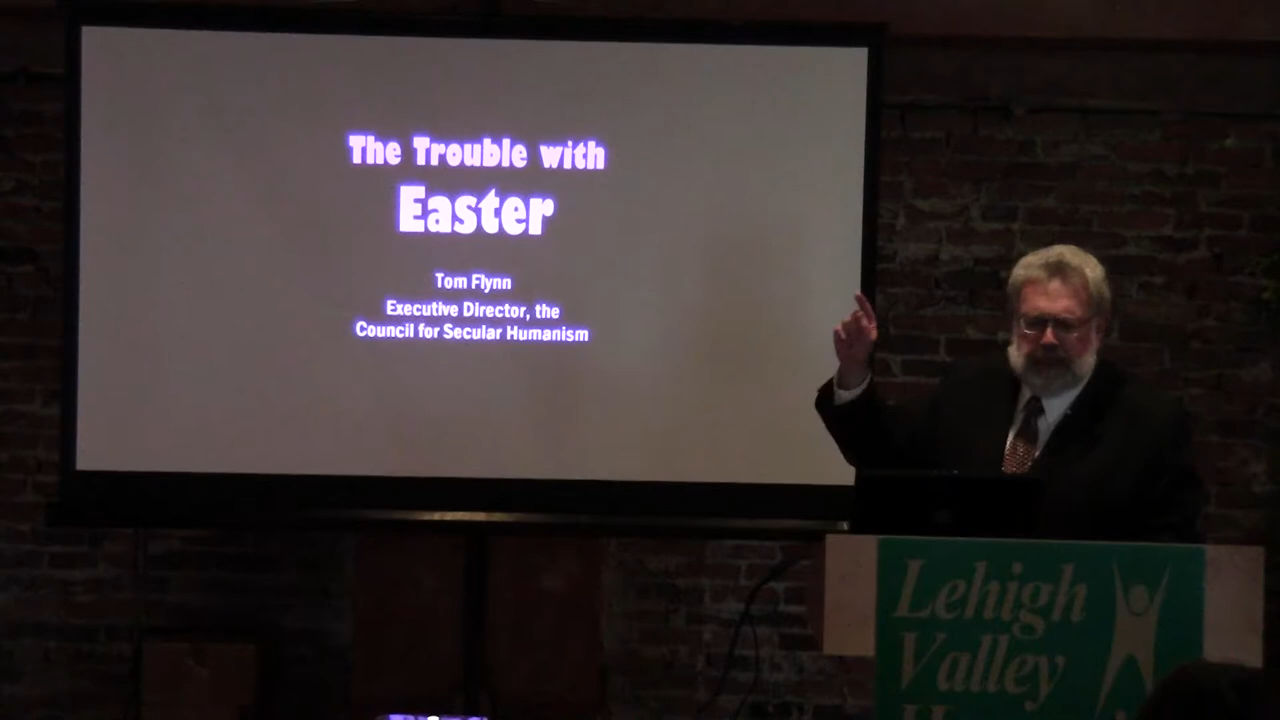 The Trouble with
Easter
Tom Flynn
Executive Director, the
Council for Secular Humanism
Lehigh
Valley